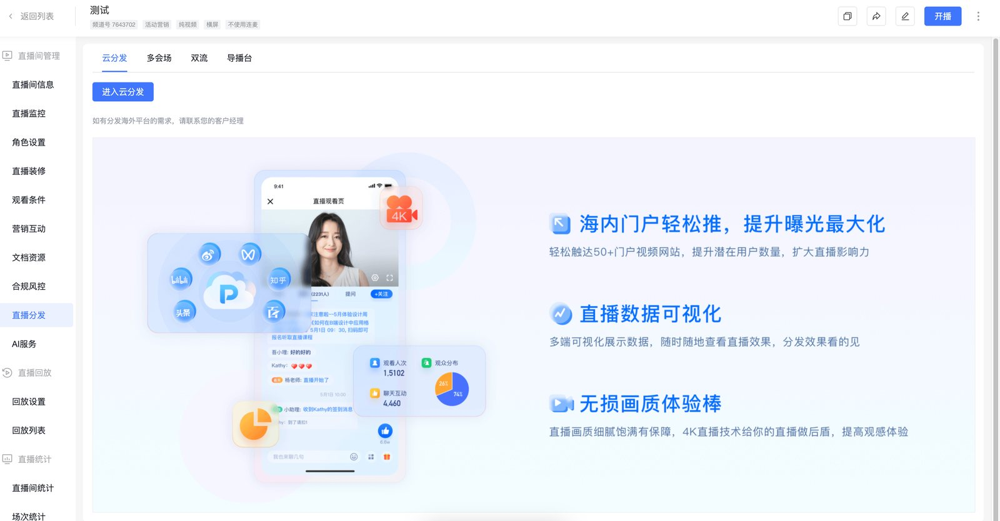 返回列表
测试
频道号 7643702 活动营销 纯视频 横屏 不使用连麦
开播
直播间管理
直播间信息
直播监控
角色设置
直播装修
观看条件
营销互动
文档资源
合规风控
直播分发
AI服务
直播回放
回放设置
回放列表
直播统计
直播间统计
场次统计
云分发 多会场 双流 导播台
进入云分发
如有分发海外平台的需求，请联系您的客户经理
9:41
直播观看页
4K
bilibili
知乎
头条
百
P
(2231人) 提问 +关注
注意啦--5月体验设计周
《如何在B端设计中应用格
5月1日 09：30, 扫码即可
报名听取直播课程
吾小理: 好的好的
Kathy:
杨老师: 直播开始了
5月1日 10:00
小助理: 收到Kathy的签到消息
hy: 到了请扣1
6.6w
我也来聊几句
观看人次
1.5102
聊天互动
4.460
观众分布
26%
74%
海内门户轻松推，提升曝光最大化
轻松触达50+门户视频网站，提升潜在用户数量，扩大直播影响力
直播数据可视化
多端可视化展示数据，随时随地查看直播效果，分发效果看的见
无损画质体验棒
直播画质细腻饱满有保障，4K直播技术给你的直播做后盾，提高观感体验